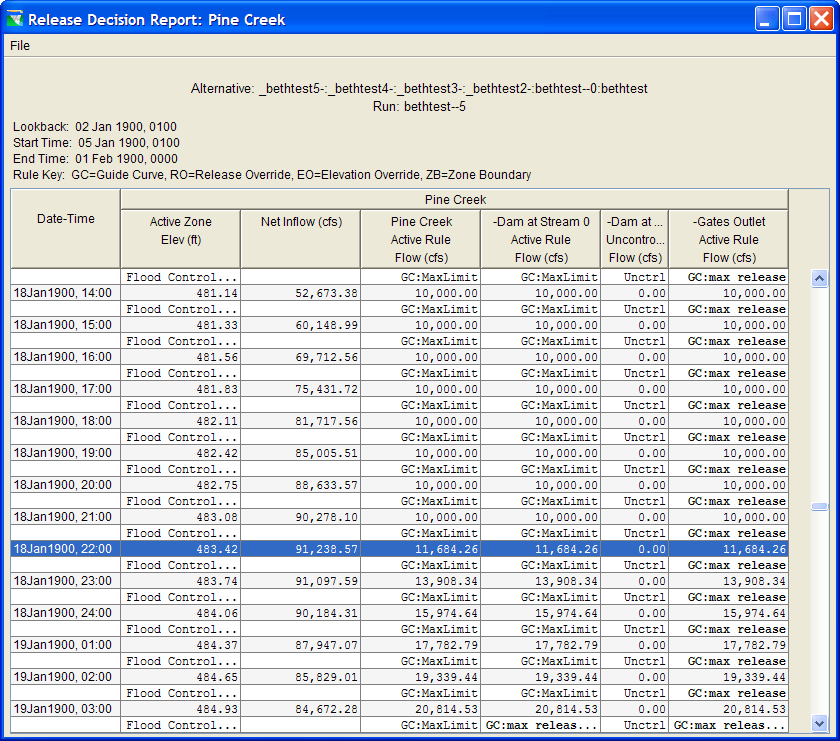 Release Decision Report: Pine Creek
File
Alternative: _bethtest5-:_bethtest4-:_bethtest3-:_bethtest2-:bethtest--0:bethtest
Run: bethtest--5
Lookback: 02 Jan 1900, 0100
Start Time: 05 Jan 1900, 0100
End Time: 01 Feb 1900, 0000
Rule Key: GC=Guide Curve, RO=Release Override, EO=Elevation Override, ZB=Zone Boundary
Pine Creek
Date-Time
Active Zone Net Inflow (cfs) Pine Creek -Dam at Stream 0 -Dam at ... -Gates Outlet
Elev (ft) Active Rule Active Rule Uncontro... Active Rule
Flow (cfs) Flow (cfs) Flow (cfs) Flow (cfs)
Flood Control... GC:MaxLimit GC:MaxLimit Unctrl GC:max release
18Jan1900, 14:00 481.14 52,673.38 10,000.00 10,000.00 0.00 10,000.00
Flood Control... GC:MaxLimit GC:MaxLimit Unctrl GC:max release
18Jan1900, 15:00 481.33 60,148.99 10,000.00 10,000.00 0.00 10,000.00
Flood Control... GC:MaxLimit GC:MaxLimit Unctrl GC:max release
18Jan1900, 16:00 481.56 69,712.56 10,000.00 10,000.00 0.00 10,000.00
Flood Control... GC:MaxLimit GC:MaxLimit Unctrl GC:max release
18Jan1900, 17:00 481.83 75,431.72 10,000.00 10,000.00 0.00 10,000.00
Flood Control... GC:MaxLimit GC:MaxLimit Unctrl GC:max release
18Jan1900, 18:00 482.11 81,717.56 10,000.00 10,000.00 0.00 10,000.00
Flood Control... GC:MaxLimit GC:MaxLimit Unctrl GC:max release
18Jan1900, 19:00 482.42 85,005.51 10,000.00 10,000.00 0.00 10,000.00
Flood Control... GC:MaxLimit GC:MaxLimit Unctrl GC:max release
18Jan1900, 20:00 482.75 88,633.57 10,000.00 10,000.00 0.00 10,000.00
Flood Control... GC:MaxLimit GC:MaxLimit Unctrl GC:max release
18Jan1900, 21:00 483.08 90,278.10 10,000.00 10,000.00 0.00 10,000.00
Flood Control... GC:MaxLimit GC:MaxLimit Unctrl GC:max release
18Jan1900, 22:00 483.42 91,238.57 11,684.26 11,684.26 0.00 11,684.26
Flood Control... GC:MaxLimit GC:MaxLimit Unctrl GC:max release
18Jan1900, 23:00 483.74 91,097.59 13,908.34 13,908.34 0.00 13,908.34
Flood Control... GC:MaxLimit GC:MaxLimit Unctrl GC:max release
18Jan1900, 24:00 484.06 90,184.31 15,974.64 15,974.64 0.00 15,974.64
Flood Control... GC:MaxLimit GC:MaxLimit Unctrl GC:max release
19Jan1900, 01:00 484.37 87,947.07 17,782.79 17,782.79 0.00 17,782.79
Flood Control... GC:MaxLimit GC:MaxLimit Unctrl GC:max release
19Jan1900, 02:00 484.65 85,829.01 19,339.44 19,339.44 0.00 19,339.44
Flood Control... GC:MaxLimit GC:MaxLimit Unctrl GC:max release
19Jan1900, 03:00 484.93 84,672.28 20,814.53 20,814.53 0.00 20,814.53
Flood Control... GC:MaxLimit GC:max releas... Unctrl GC:max releas...